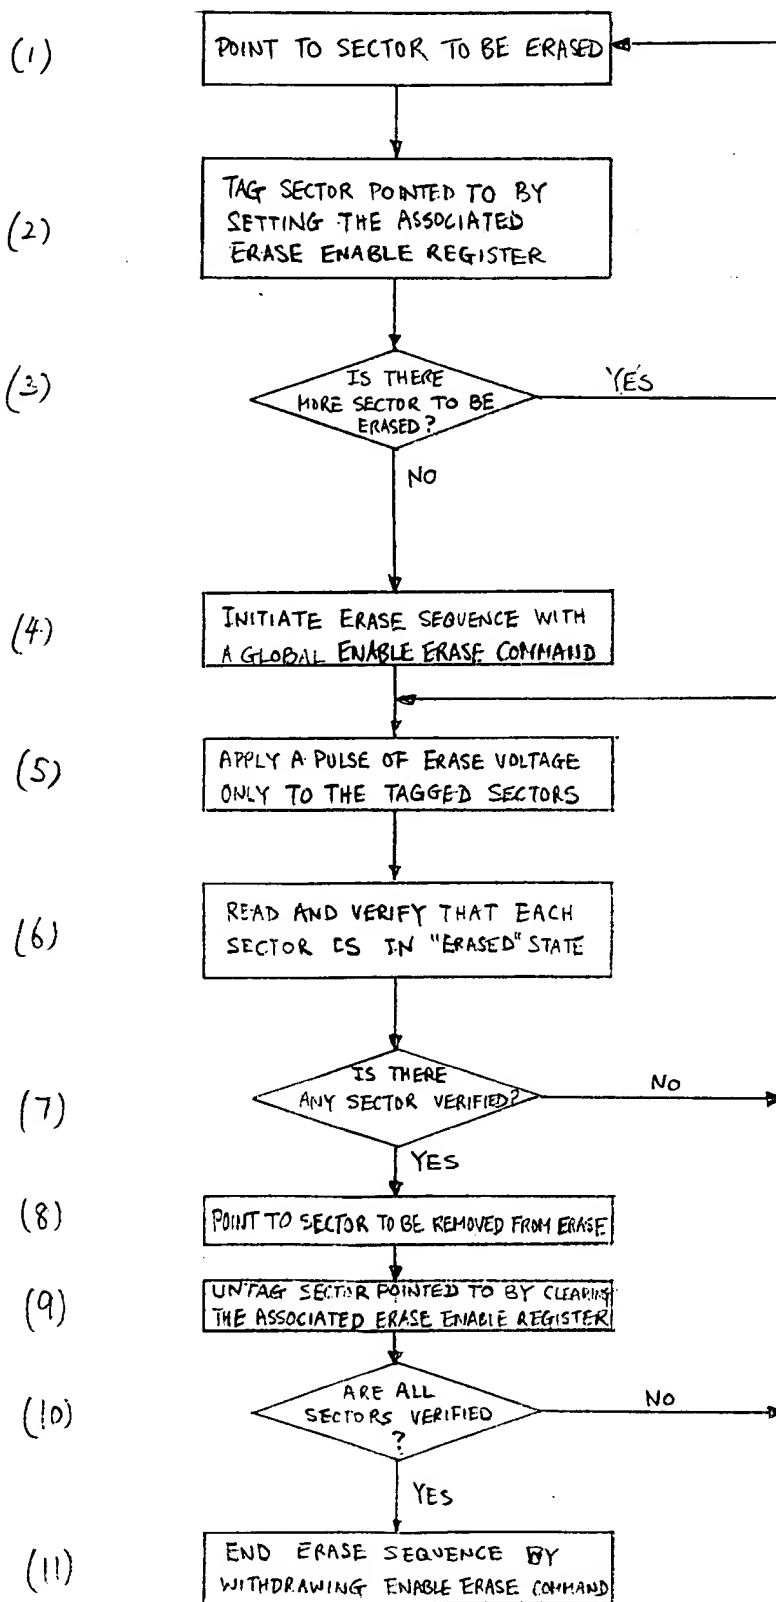 (1)
POINT TO SECTOR TO BE ERASED
(2)
TAG SECTOR POINTED TO BY
SETTING THE ASSOCIATED
ERASE ENABLE REGISTER
(3)
IS THERE
MORE SECTOR TO BE
ERASED?
YES
NO
(4)
INITIATE ERASE SEQUENCE WITH
A GLOBAL ENABLE ERASE COMMAND
(5)
APPLY A PULSE OF ERASE VOLTAGE
ONLY TO THE TAGGED SECTORS
(6)
READ AND VERIFY THAT EACH
SECTOR IS IN "ERASED" STATE
(7)
IS THERE
ANY SECTOR VERIFIED?
NO
YES
(8)
POINT TO SECTOR TO BE REMOVED FROM ERASE
(9)
UNTAG SECTOR POINTED TO BY CLEARING
THE ASSOCIATED ERASE ENABLE REGISTER
(10)
ARE ALL
SECTORS VERIFIED
?
NO
YES
(11)
END ERASE SEQUENCE BY
WITHDRAWING ENABLE ERASE COMMAND